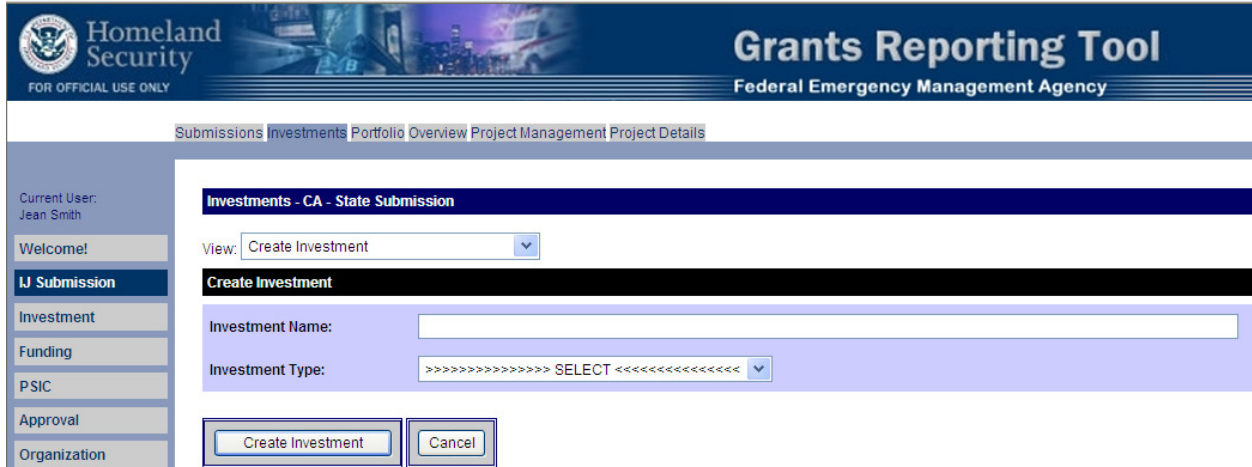 Homeland
Security
FOR OFFICIAL USE ONLY
Grants Reporting Tool
Federal Emergency Management Agency
Submissions Investments Portfolio Overview Project Management Project Details
Current User:
Jean Smith
Welcome!
IJ Submission
Investment
Funding
PSIC
Approval
Organization
Investments - CA - State Submission
View: Create Investment
Create Investment
Investment Name:
Investment Type: >>>>>>>>>>>>>>> SELECT <<<<<<<<<<<<<<<
Create Investment Cancel